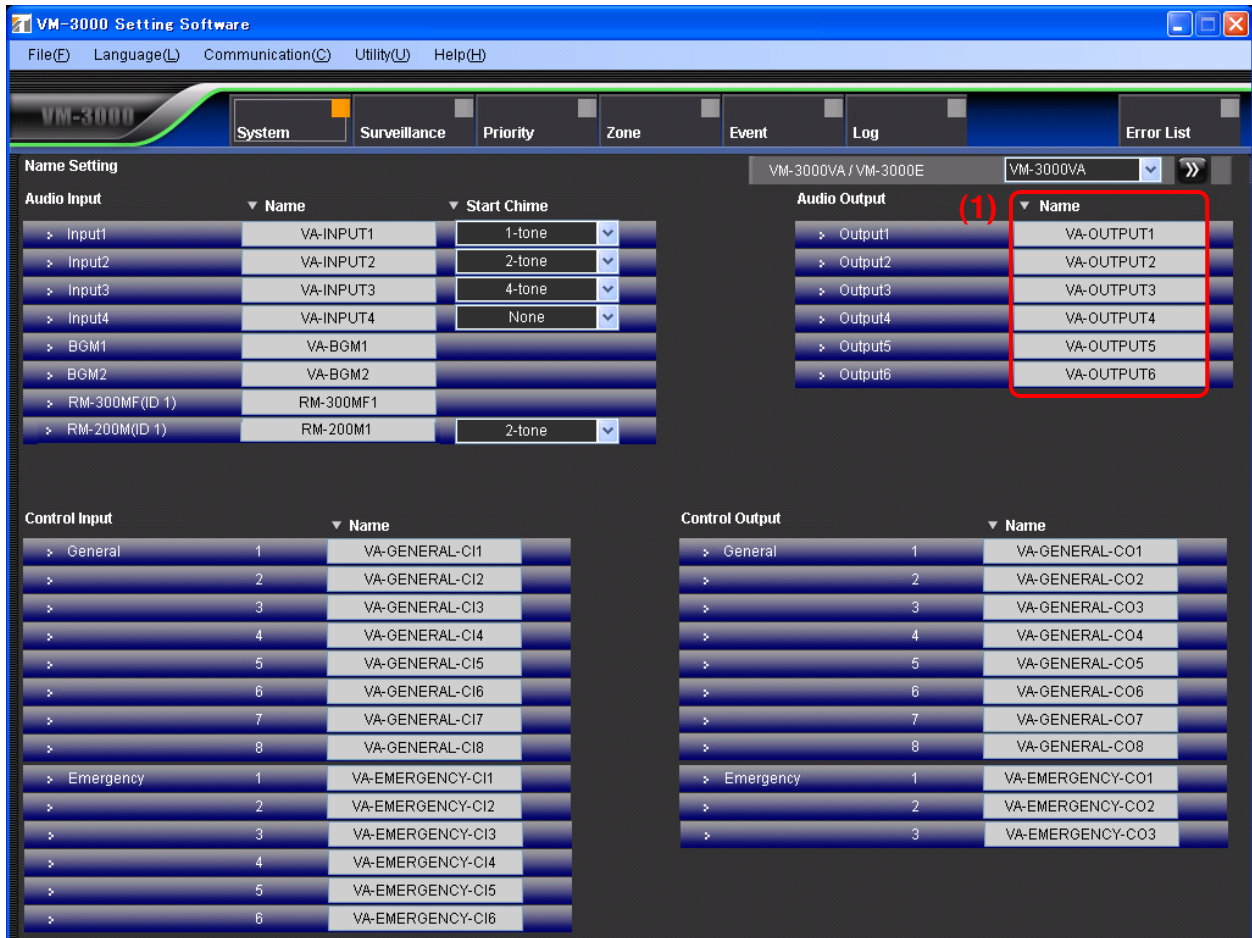 VM-3000 Setting Software
File(F) Language(L) Communication(C) Utility(U) Help(H)
VM-3000 System Surveillance Priority Zone Event Log Error List
Name Setting VM-3000VA / VM-3000E VM-3000VA
Audio Input Name Start Chime
Input1 VA-INPUT1 1-tone
Input2 VA-INPUT2 2-tone
Input3 VA-INPUT3 4-tone
Input4 VA-INPUT4 None
BGM1 VA-BGM1
BGM2 VA-BGM2
RM-300MF(ID 1) RM-300MF1
RM-200M(ID 1) RM-200M1 2-tone
Audio Output (1) Name
Output1 VA-OUTPUT1
Output2 VA-OUTPUT2
Output3 VA-OUTPUT3
Output4 VA-OUTPUT4
Output5 VA-OUTPUT5
Output6 VA-OUTPUT6
Control Input Name
General 1 VA-GENERAL-CI1
2 VA-GENERAL-CI2
3 VA-GENERAL-CI3
4 VA-GENERAL-CI4
5 VA-GENERAL-CI5
6 VA-GENERAL-CI6
7 VA-GENERAL-CI7
8 VA-GENERAL-CI8
Emergency 1 VA-EMERGENCY-CI1
2 VA-EMERGENCY-CI2
3 VA-EMERGENCY-CI3
4 VA-EMERGENCY-CI4
5 VA-EMERGENCY-CI5
6 VA-EMERGENCY-CI6
Control Output Name
General 1 VA-GENERAL-CO1
2 VA-GENERAL-CO2
3 VA-GENERAL-CO3
4 VA-GENERAL-CO4
5 VA-GENERAL-CO5
6 VA-GENERAL-CO6
7 VA-GENERAL-CO7
8 VA-GENERAL-CO8
Emergency 1 VA-EMERGENCY-CO1
2 VA-EMERGENCY-CO2
3 VA-EMERGENCY-CO3